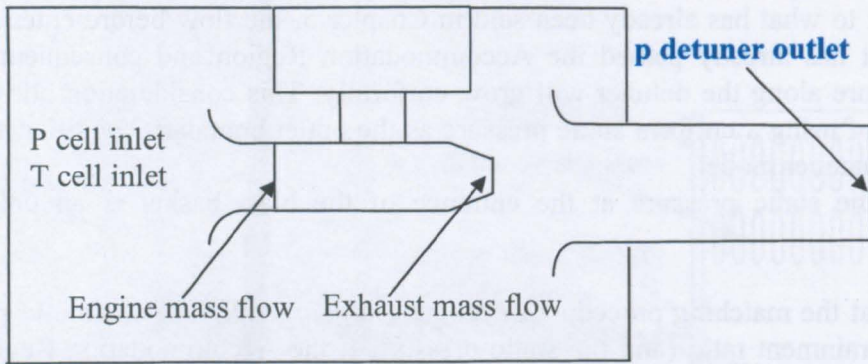 p detuner outlet
P cell inlet
T cell inlet
Engine mass flow
Exhaust mass flow